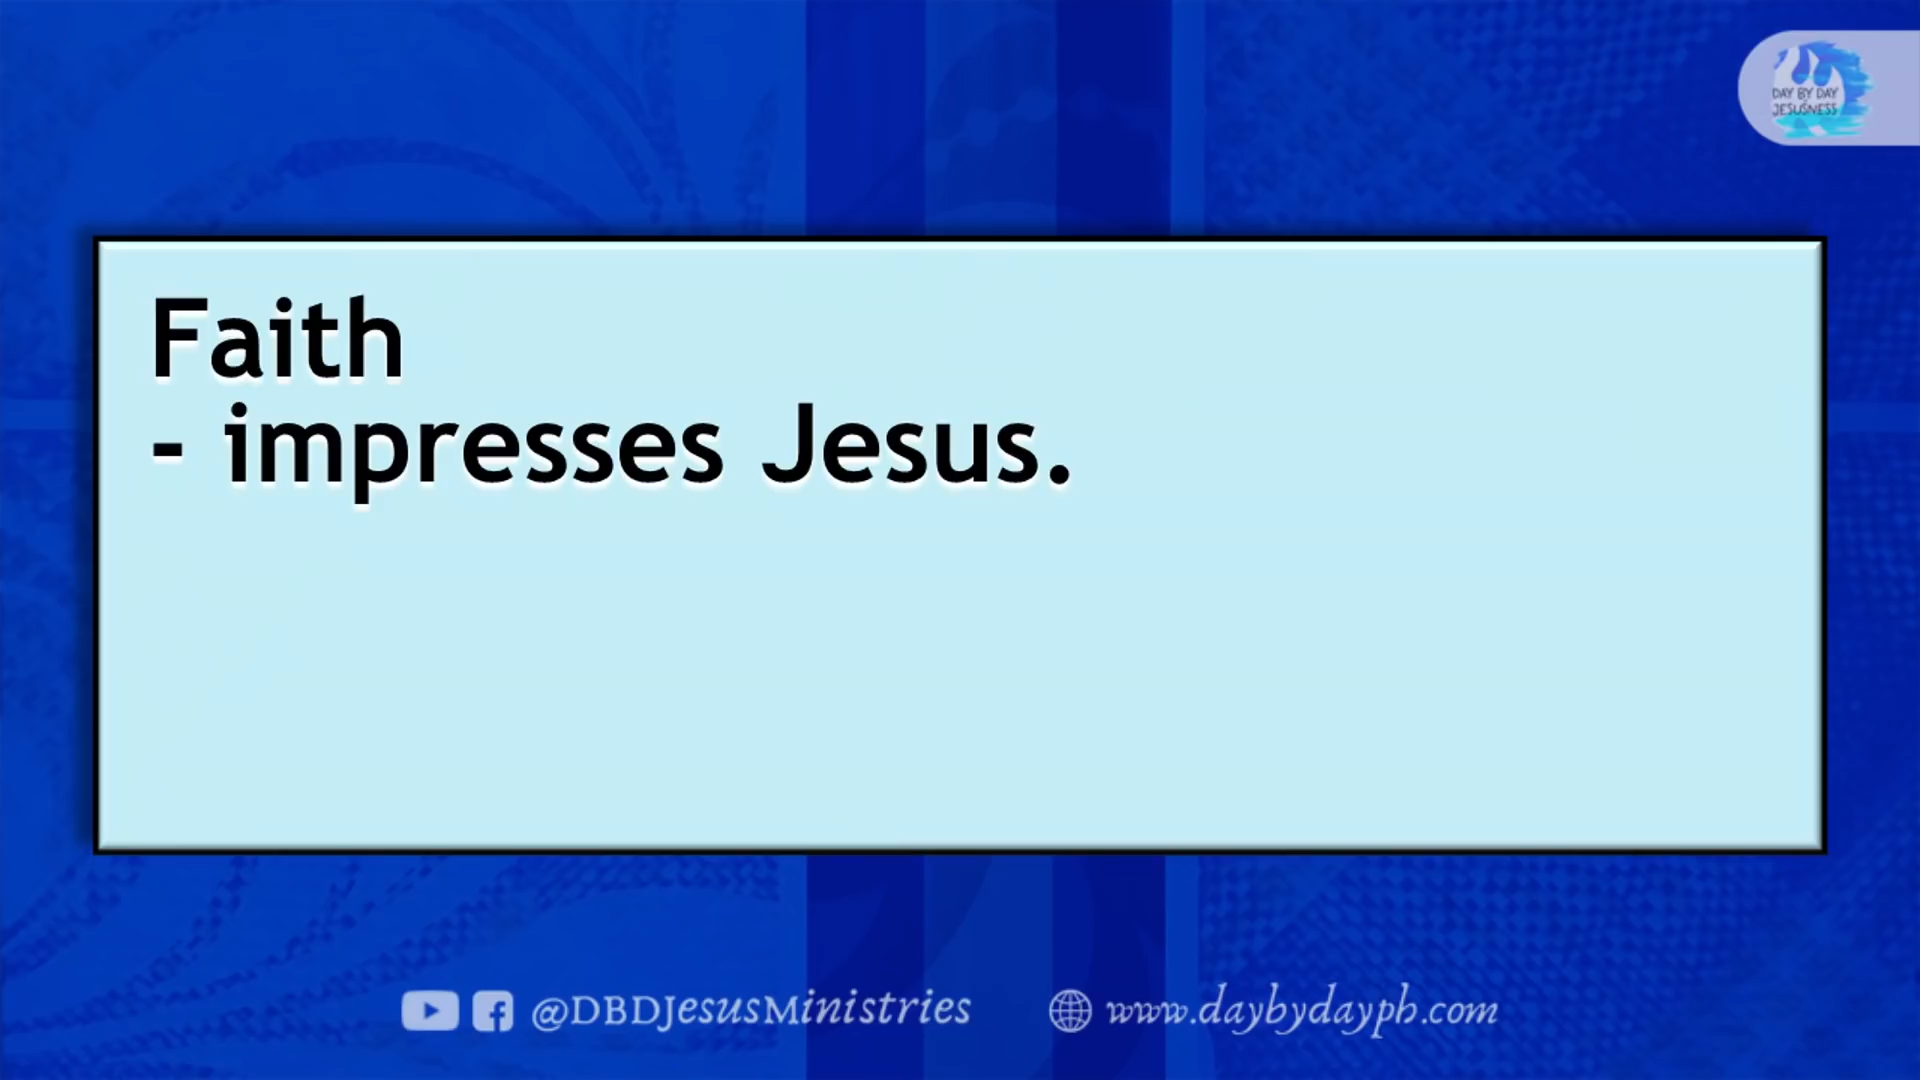 DAY BY DAY
JESUSNESS
Faith
- impresses Jesus.
@DBDJesusMinistries
www.daybydayph.com